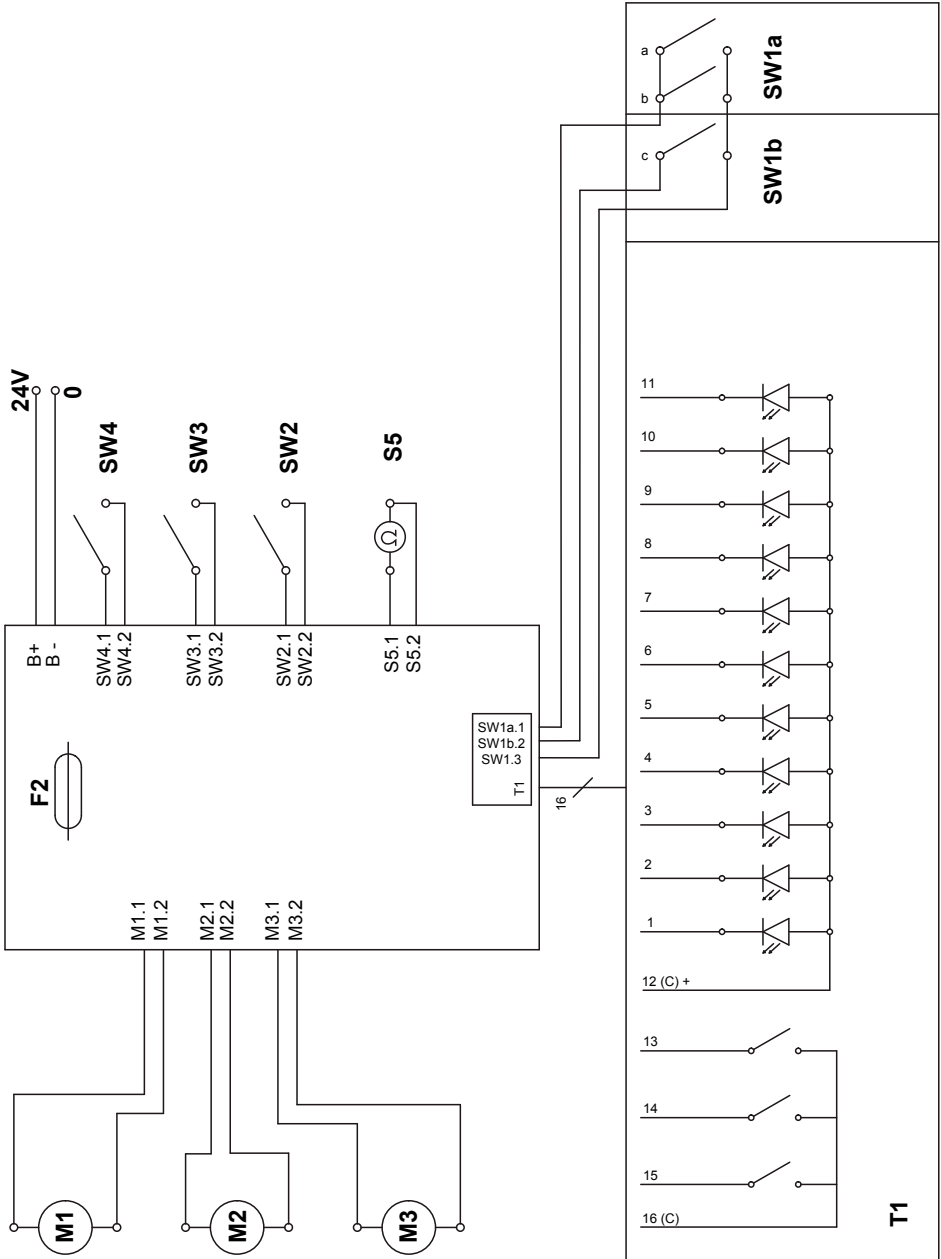 24V
0
SW4
SW3
SW2
S5
Ω
B+
B -
SW4.1
SW4.2
SW3.1
SW3.2
SW2.1
SW2.2
S5.1
S5.2
F2
M1.1
M1.2
M2.1
M2.2
M3.1
M3.2
SW1a.1
SW1b.2
SW1.3
T1
16
M1
M2
M3
a
b
c
SW1a
SW1b
11
10
9
8
7
6
5
4
3
2
1
12 (C) +
13
14
15
16 (C)
T1